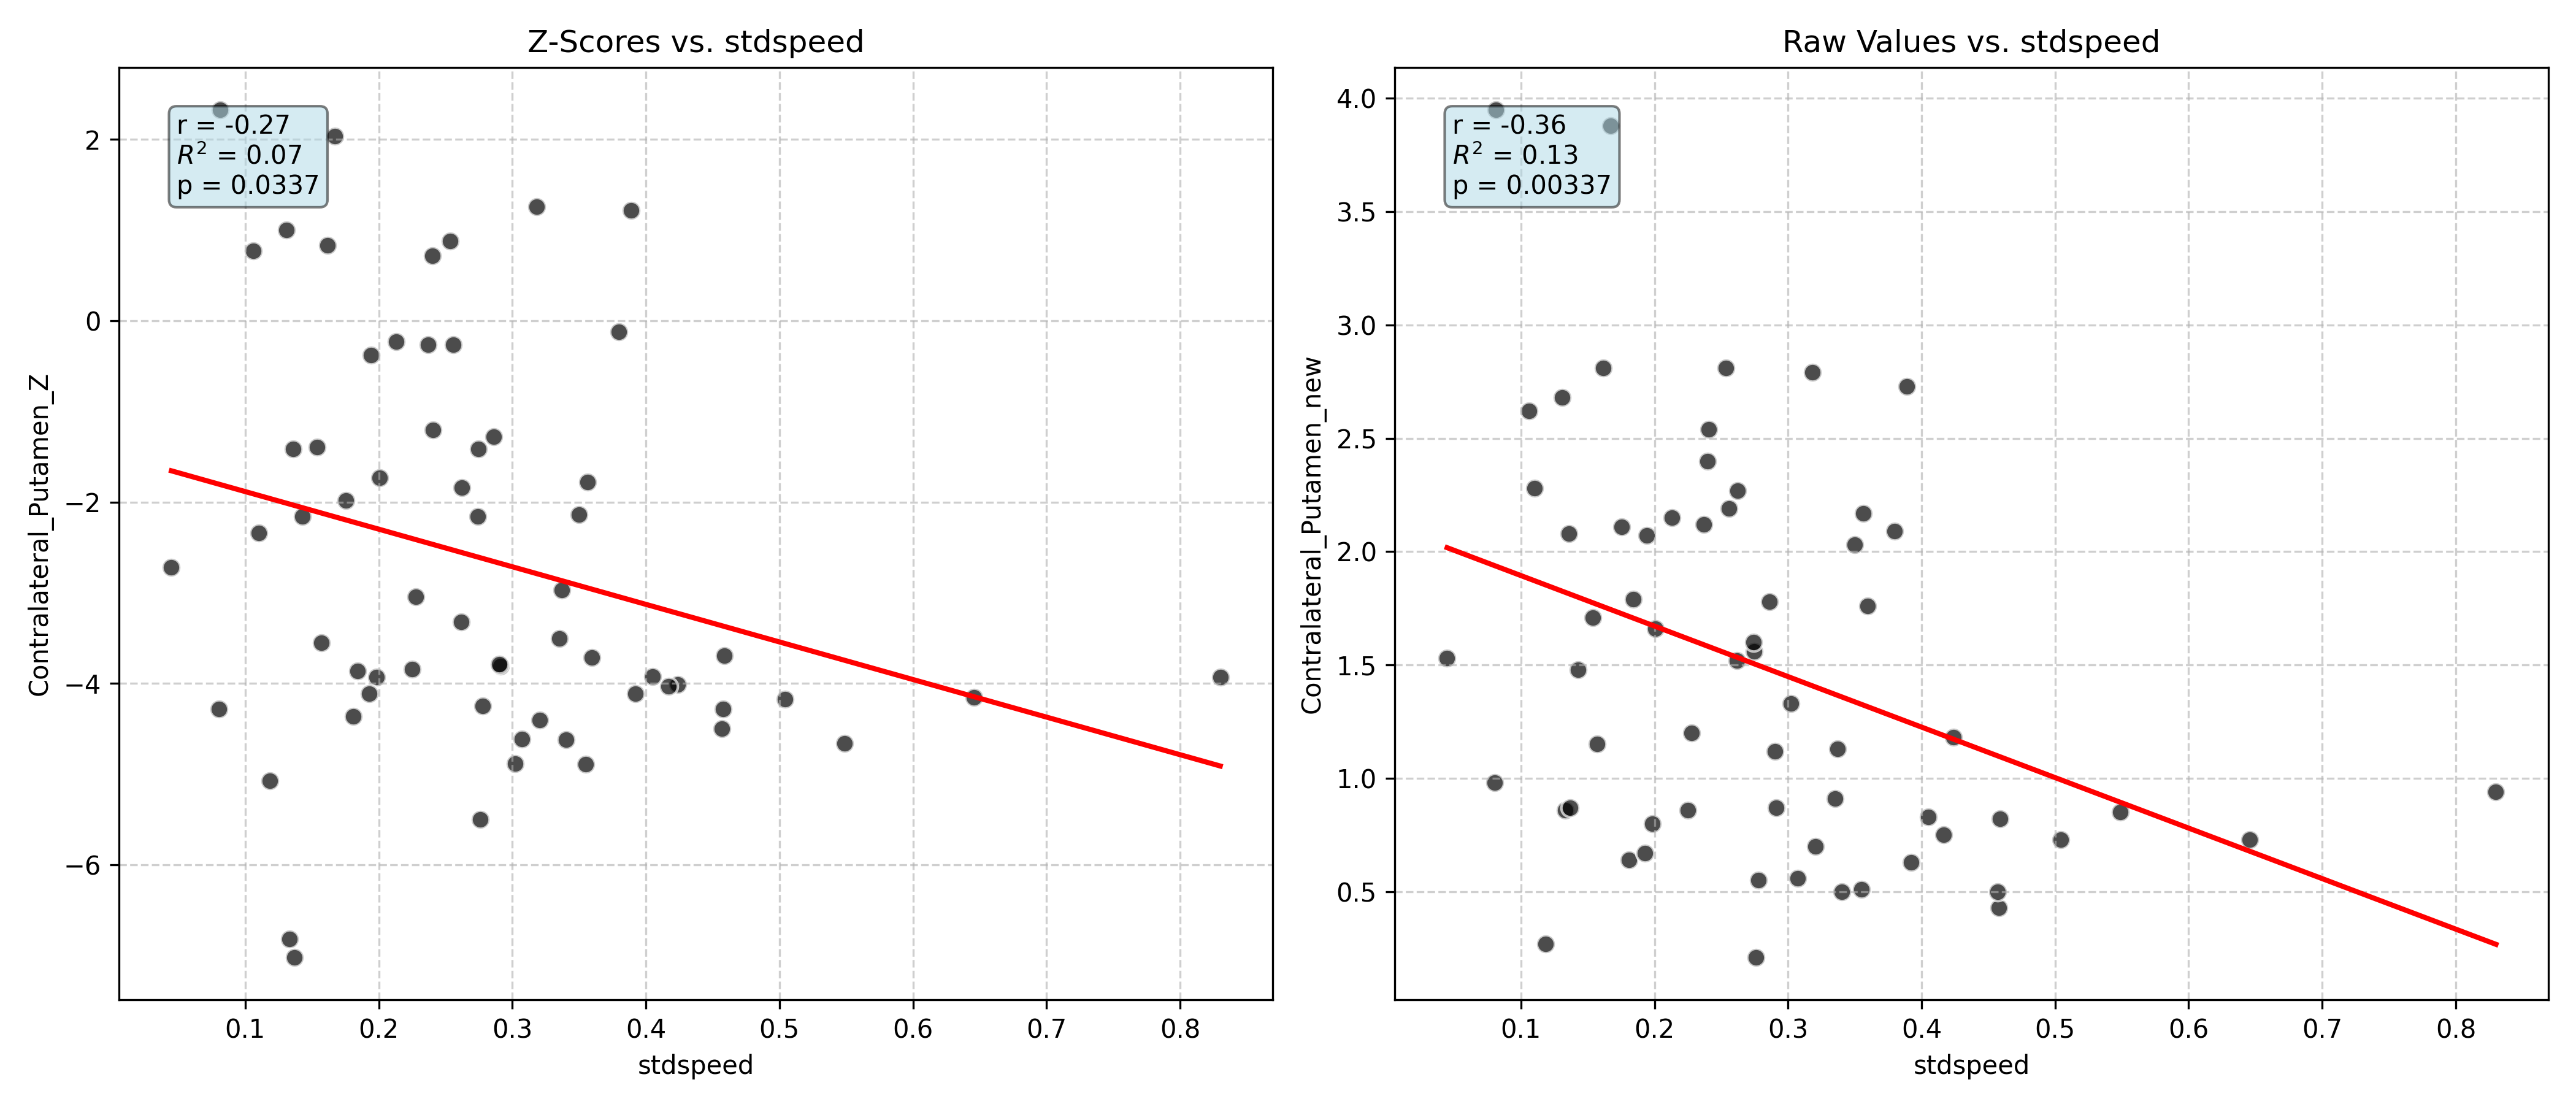 Z-Scores vs. stdspeed
r = -0.27
R² = 0.07
p = 0.0337
2
0
−2
−4
−6
Contralateral_Putamen_Z
0.1 0.2 0.3 0.4 0.5 0.6 0.7 0.8
stdspeed
Raw Values vs. stdspeed
r = -0.36
R² = 0.13
p = 0.00337
4.0
3.5
3.0
2.5
2.0
1.5
1.0
0.5
Contralateral_Putamen_new
0.1 0.2 0.3 0.4 0.5 0.6 0.7 0.8
stdspeed